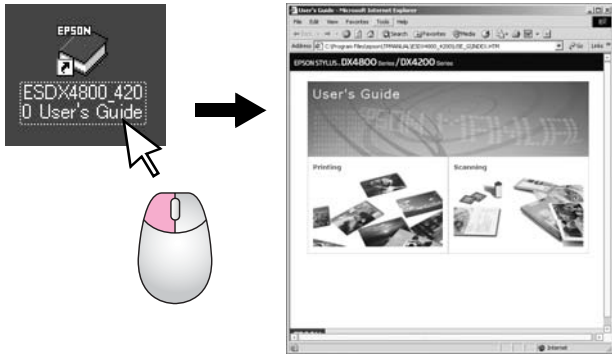 EPSON
ESDX4800_420
0 User's Guide
User's Guide - Microsoft Internet Explorer
File Edit View Favorites Tools Help
Search Favorites Media
Address
Go Links
EPSON STYLUS. DX4800 Series / DX4200 Series
User's Guide
Printing
Scanning
Internet